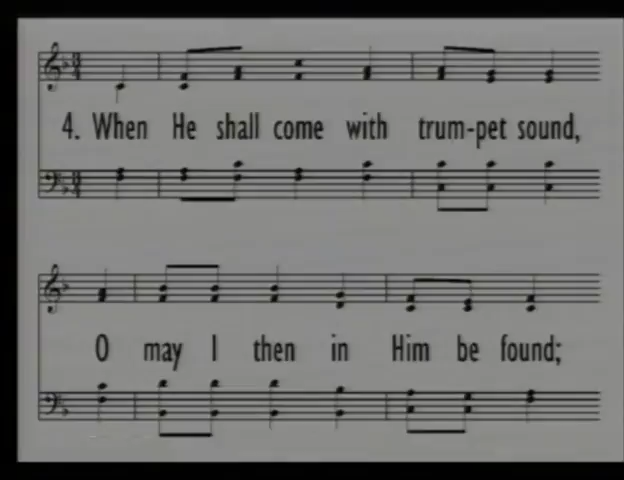 4. When He shall come with trum-pet sound,
O may I then in Him be found;